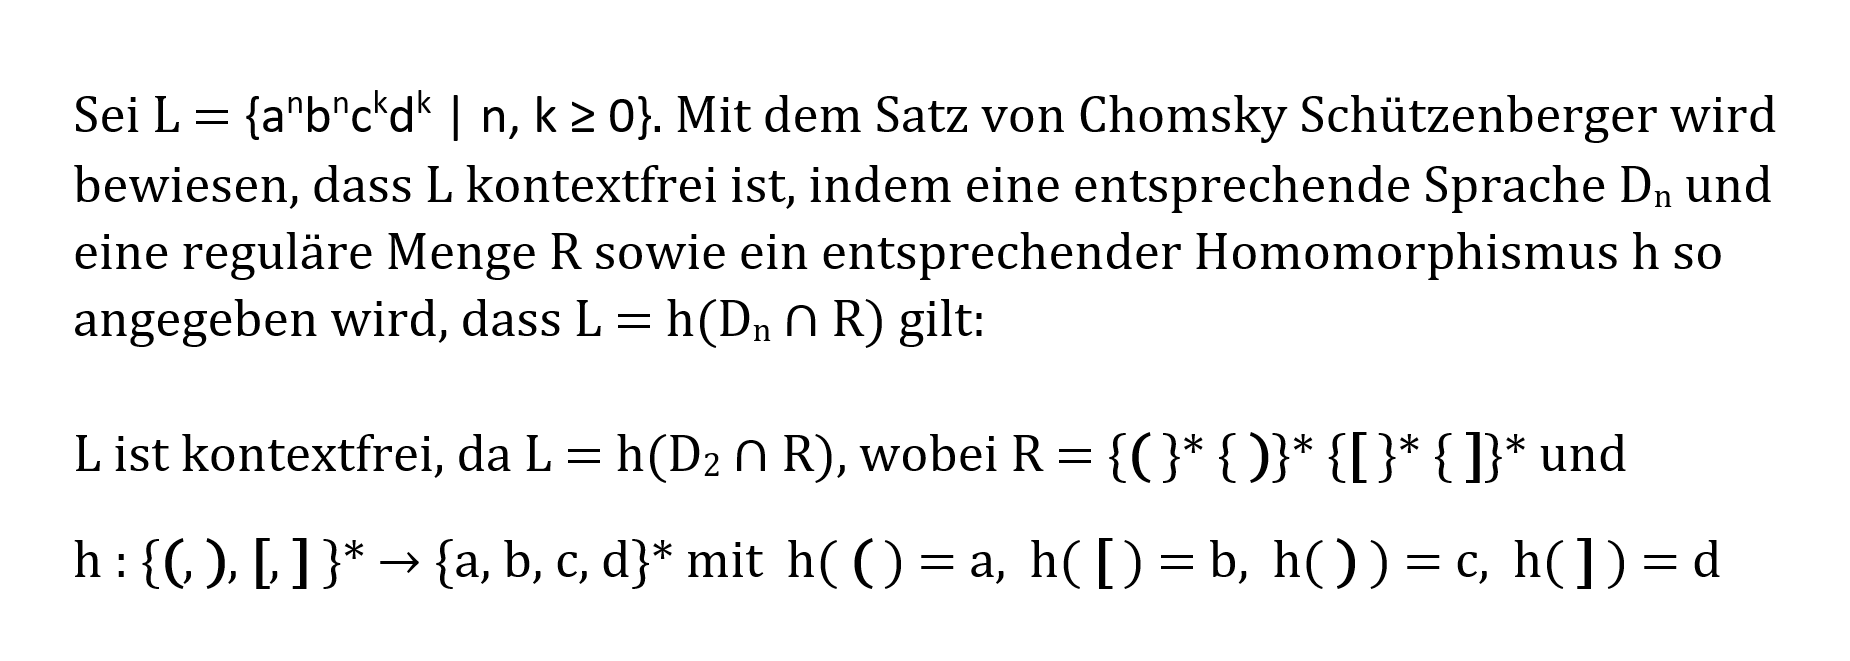 Sei L = {aⁿbⁿcᵏdᵏ | n, k ≥ 0}. Mit dem Satz von Chomsky Schützenberger wird
bewiesen, dass L kontextfrei ist, indem eine entsprechende Sprache Dₙ und
eine reguläre Menge R sowie ein entsprechender Homomorphismus h so
angegeben wird, dass L = h(Dₙ ∩ R) gilt:
L ist kontextfrei, da L = h(D₂ ∩ R), wobei R = {( }* { )}* {[ }* { ]}* und
h : {(, ), [, ] }* → {a, b, c, d}* mit h( ( ) = a, h( [ ) = b, h( ) ) = c, h( ] ) = d